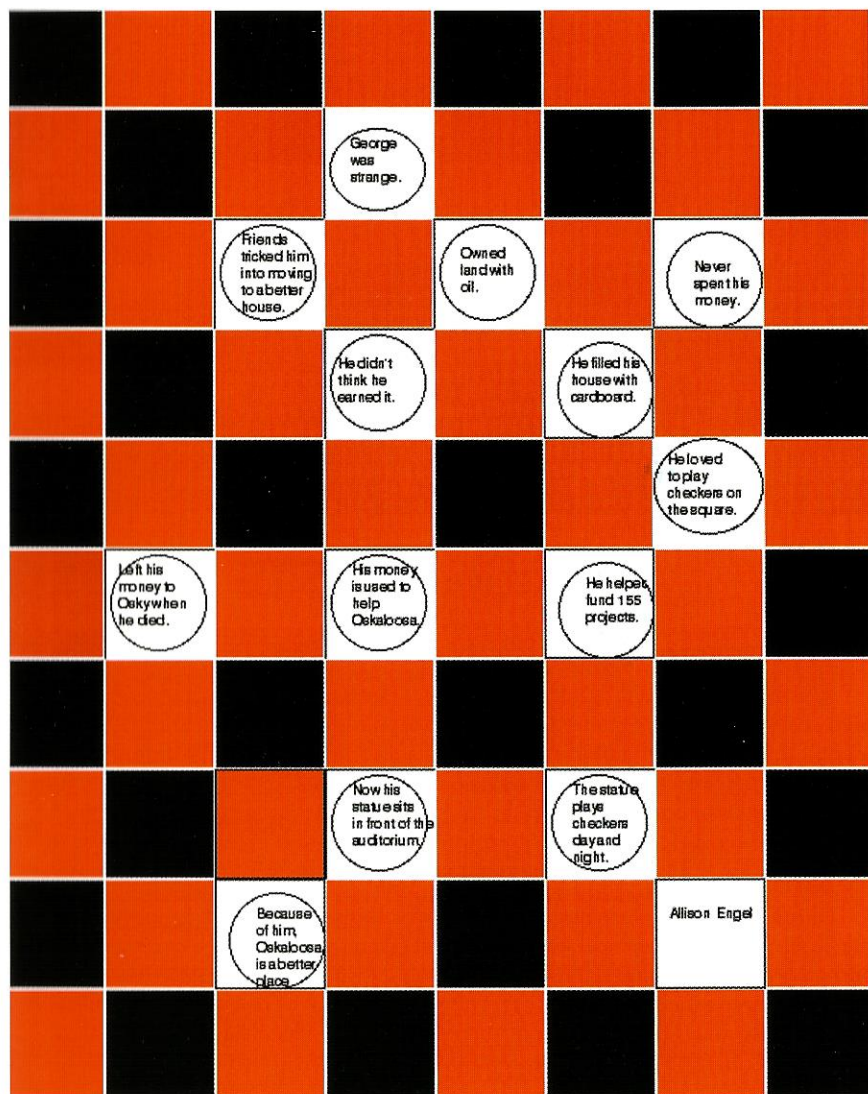 George
was
strange.
Friends
tricked him
into moving
to a better
house.
Owned
land with
oil.
Never
spent his
money.
He didn't
think he
earned it.
He filled his
house with
cardboard.
He loved
to play
checkers on
the square.
Left his
money to
Osky when
he died.
His money
is used to
help
Oskaloosa.
He helped
fund 155
projects.
Now his
statue sits
in front of the
auditorium.
The statue
plays
checkers
day and
night.
Because
of him,
Oskaloosa
is a better
place
Allison Engel